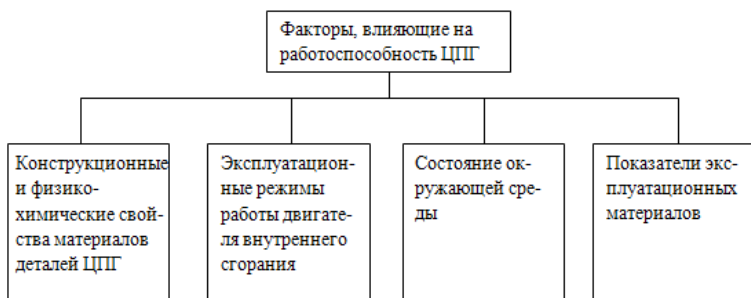 Факторы, влияющие на
работоспособность ЦПГ
Конструкционные
и физико-
химические свой-
ства материалов
деталей ЦПГ
Эксплуатацион-
ные режимы
работы двигате-
ля внутреннего
сгорания
Состояние ок-
ружающей сре-
ды
Показатели экс-
плуатационных
материалов